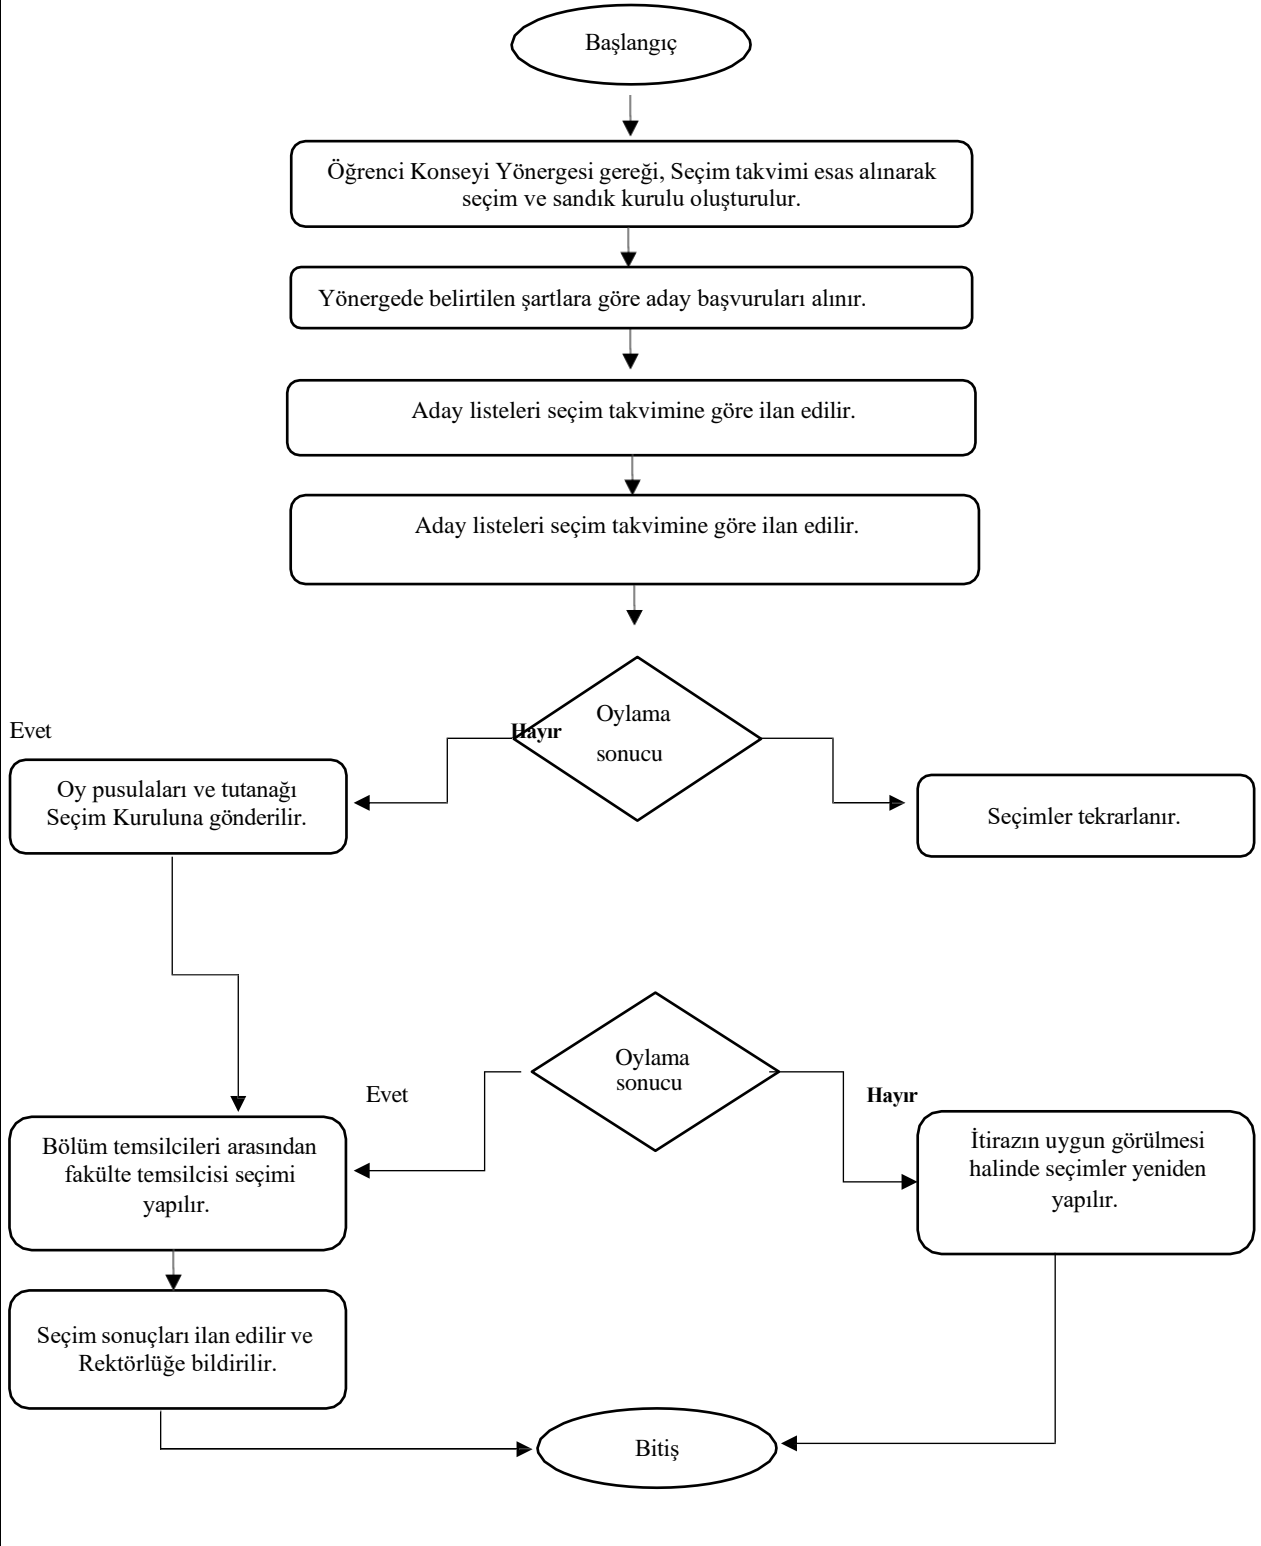 Başlangıç
Öğrenci Konseyi Yönergesi gereği, Seçim takvimi esas alınarak
seçim ve sandık kurulu oluşturulur.
Yönergede belirtilen şartlara göre aday başvuruları alınır.
Aday listeleri seçim takvimine göre ilan edilir.
Aday listeleri seçim takvimine göre ilan edilir.
Evet
Hayır
Oylama
sonucu
Oy pusulaları ve tutanağı
Seçim Kuruluna gönderilir.
Seçimler tekrarlanır.
Oylama
sonucu
Evet
Hayır
Bölüm temsilcileri arasından
fakülte temsilcisi seçimi
yapılır.
İtirazın uygun görülmesi
halinde seçimler yeniden
yapılır.
Seçim sonuçları ilan edilir ve
Rektörlüğe bildirilir.
Bitiş